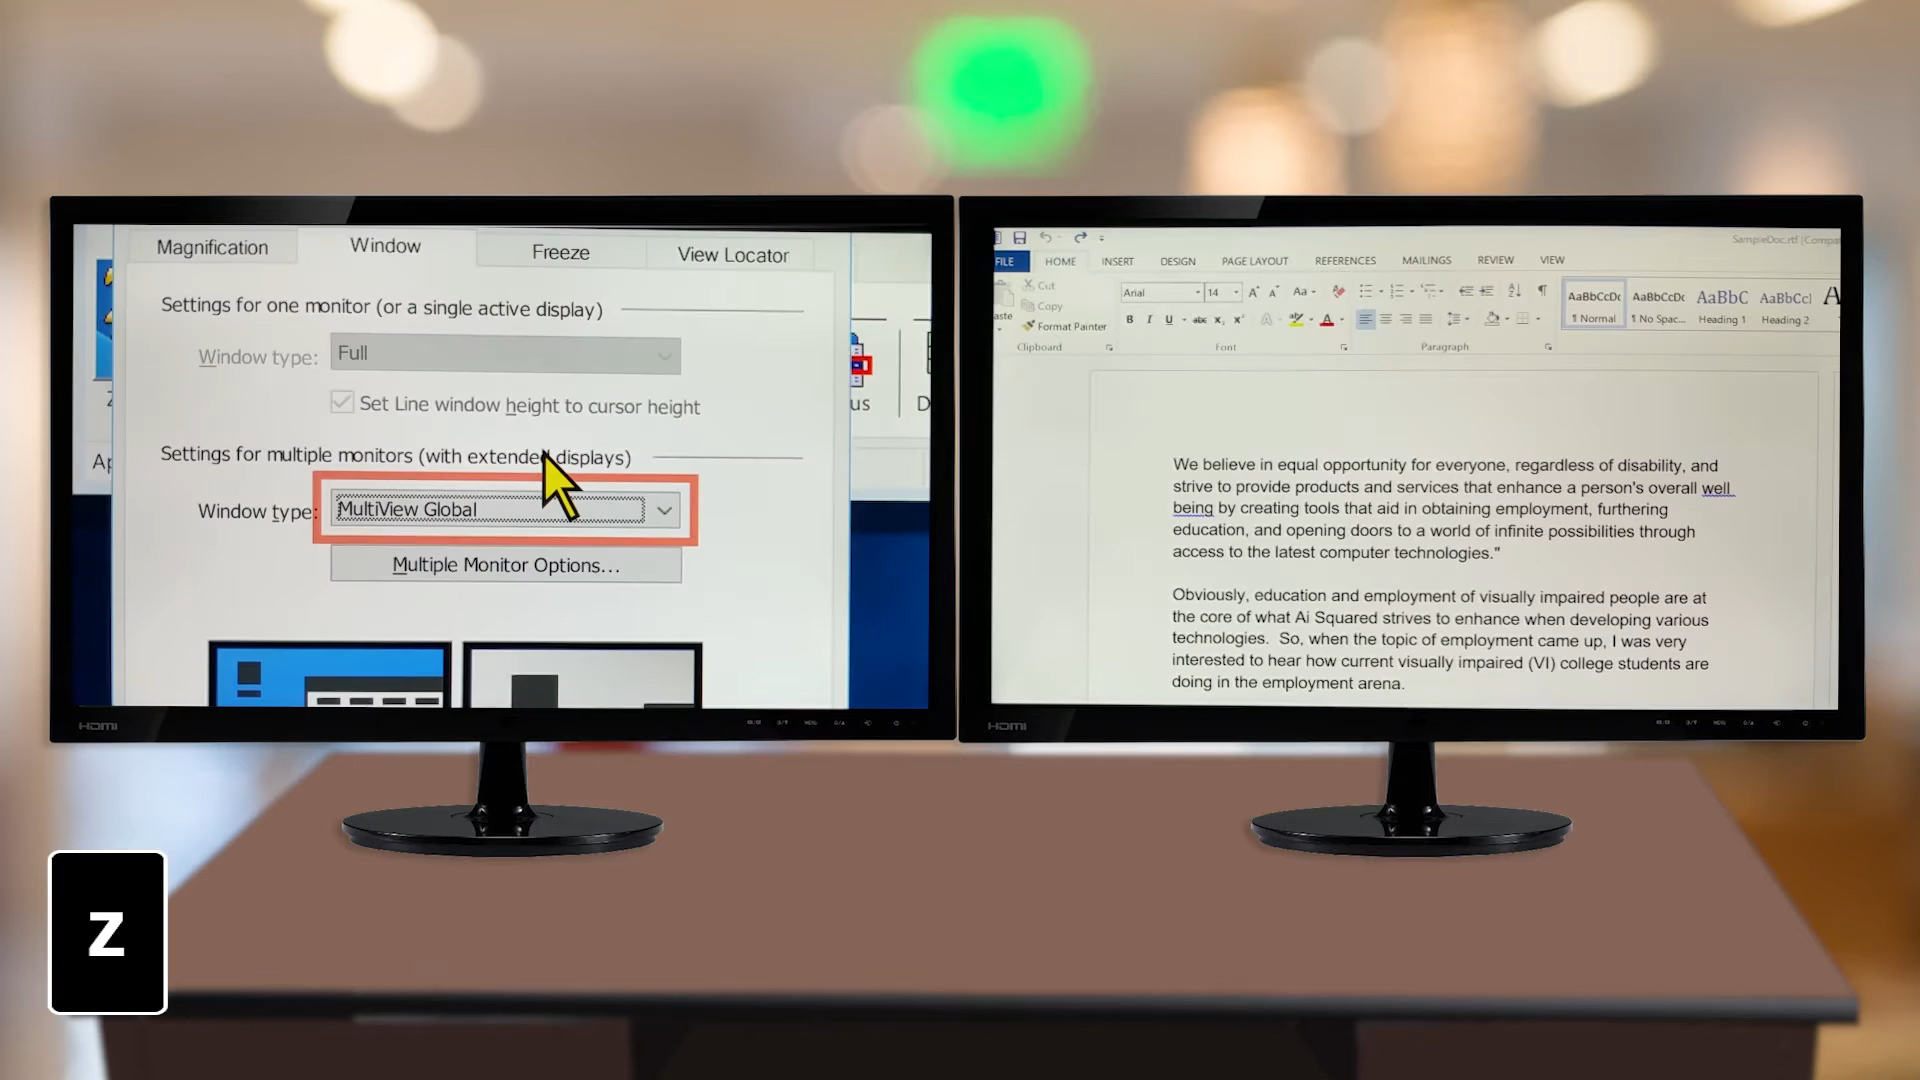 Magnification Window Freeze View Locator
Settings for one monitor (or a single active display)
Window type: Full
Set Line window height to cursor height
Settings for multiple monitors (with extended displays)
Window type: MultiView Global
Multiple Monitor Options...
us
D
HDMI
SampleDoc.rtf [Compa
FILE HOME INSERT DESIGN PAGE LAYOUT REFERENCES MAILINGS REVIEW VIEW
Cut
Copy
aste
Format Painter
Arial 14
AaBbCcDc AaBbCcDc AaBbC AaBbCcI A
¶ Normal ¶ No Spac... Heading 1 Heading 2
Clipboard Font Paragraph
We believe in equal opportunity for everyone, regardless of disability, and
strive to provide products and services that enhance a person's overall well
being by creating tools that aid in obtaining employment, furthering
education, and opening doors to a world of infinite possibilities through
access to the latest computer technologies."
Obviously, education and employment of visually impaired people are at
the core of what Ai Squared strives to enhance when developing various
technologies.  So, when the topic of employment came up, I was very
interested to hear how current visually impaired (VI) college students are
doing in the employment arena.
HDMI
z